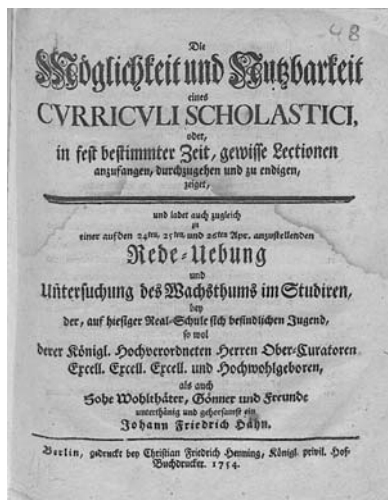 48
Die
Möglichkeit und Nutzbarkeit
eines
CVRRICVLI SCHOLASTICI,
oder,
in fest bestimmter Zeit, gewisse Lectionen
anzufangen, durchzugehen und zu endigen,
zeiget,
und ladet auch zugleich
zu
einer auf den 24ten, 25ten, und 26ten Apr. anzustellenden
Rede-Uebung
und
Untersuchung des Wachsthums im Studiren,
bey
der, auf hiesiger Real-Schule sich befindlichen Jugend,
so wol
derer Königl. Hochverordneten Herren Ober-Curatoren
Excell. Excell. Excell. und Hochwohlgeboren,
als auch
Hohe Wohlthäter, Gönner und Freunde
unterthänig und gehorsamst ein
Johann Friedrich Hähn.
Berlin, gedruckt bey Christian Friedrich Henning, Königl. privil. Hof-
Buchdrucker. 1754.